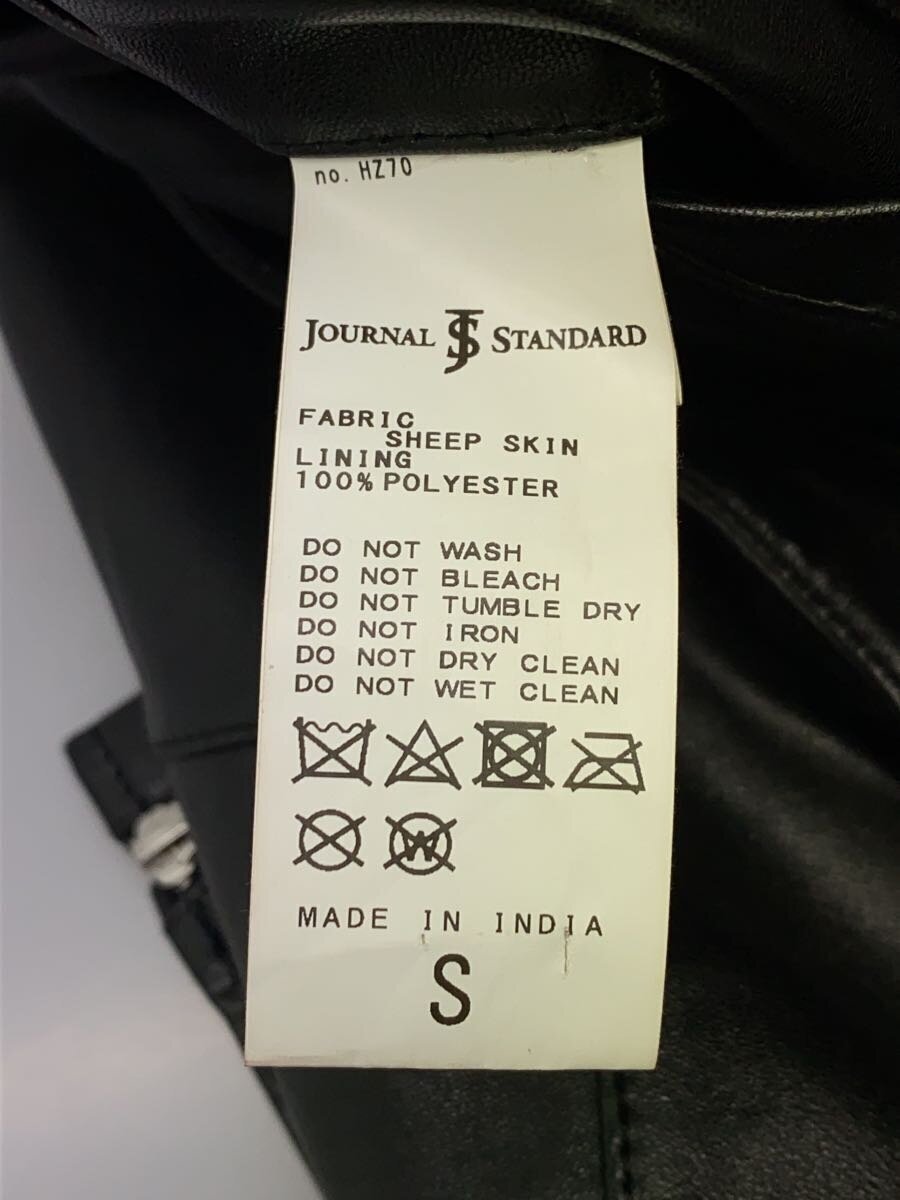 no. HZ70
JOURNAL JS STANDARD
FABRIC
SHEEP SKIN
LINING
100% POLYESTER
DO NOT WASH
DO NOT BLEACH
DO NOT TUMBLE DRY
DO NOT IRON
DO NOT DRY CLEAN
DO NOT WET CLEAN
W
MADE IN INDIA
S